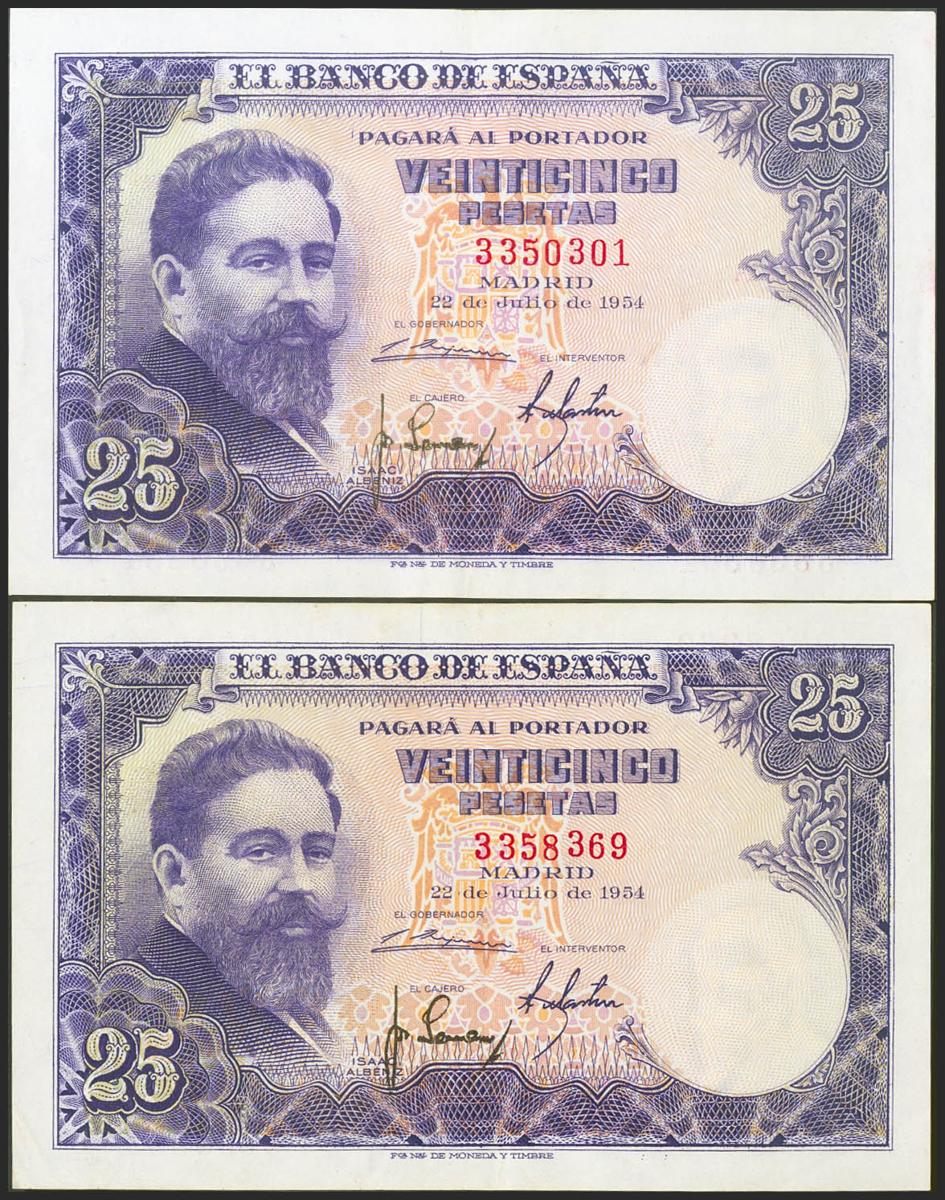 EL BANCO DE ESPAÑA
25
PAGARÁ AL PORTADOR
VEINTICINCO
PESETAS
3350301
MADRID
22 de Julio de 1954
EL GOBERNADOR
EL INTERVENTOR
EL CAJERO
ISAAC
ALBÉNIZ
25
FCA NAL DE MONEDA Y TIMBRE
EL BANCO DE ESPAÑA
25
PAGARÁ AL PORTADOR
VEINTICINCO
PESETAS
3358369
MADRID
22 de Julio de 1954
EL GOBERNADOR
EL INTERVENTOR
EL CAJERO
ISAAC
ALBÉNIZ
25
FCA NAL DE MONEDA Y TIMBRE